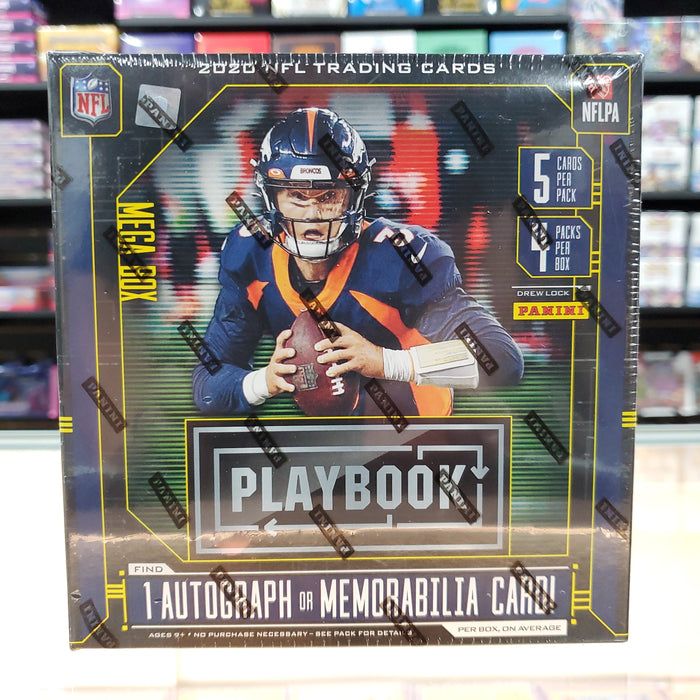 2020 NFL TRADING CARDS
NFL
NFLPA
BRONCOS
MEGA BOX
5 CARDS PER PACK
4 PACKS PER BOX
DREW LOCK
PANINI
PLAYBOOK
FIND
1 AUTOGRAPH OR MEMORABILIA CARD!
PER BOX, ON AVERAGE
AGES 9+ * NO PURCHASE NECESSARY - SEE PACK FOR DETAILS